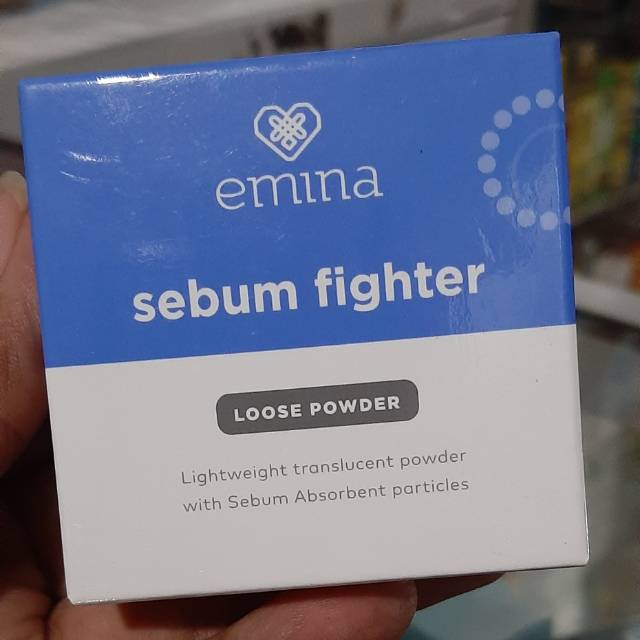 emina
sebum fighter
LOOSE POWDER
Lightweight translucent powder
with Sebum Absorbent particles